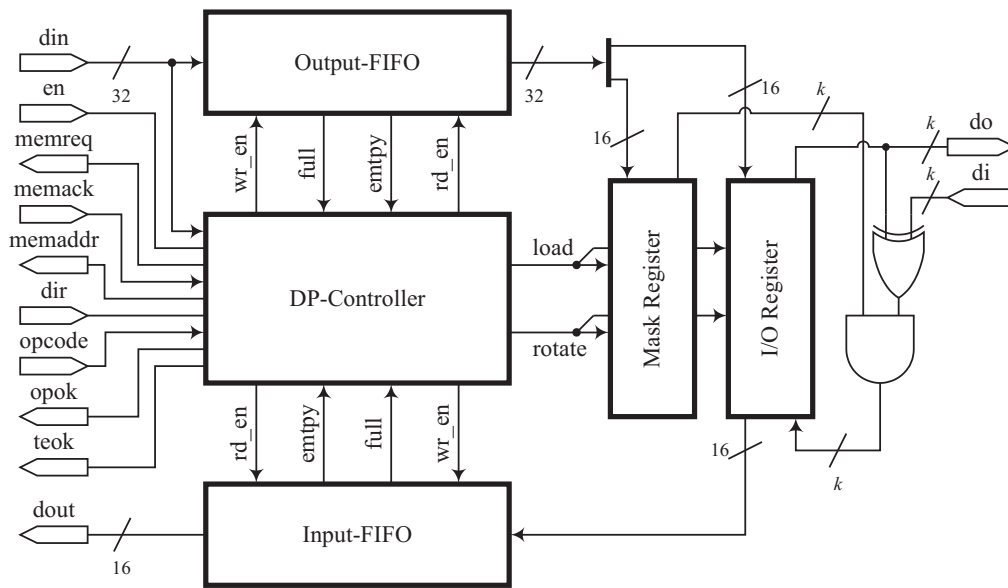 din
32
Output-FIFO
32
16
16
k
k
do
en
wr_en
full
emtpy
rd_en
k
di
memreq
memack
memaddr
load
DP-Controller
Mask Register
I/O Register
dir
opcode
rotate
opok
teok
rd_en
emtpy
full
wr_en
16
k
dout
16
Input-FIFO